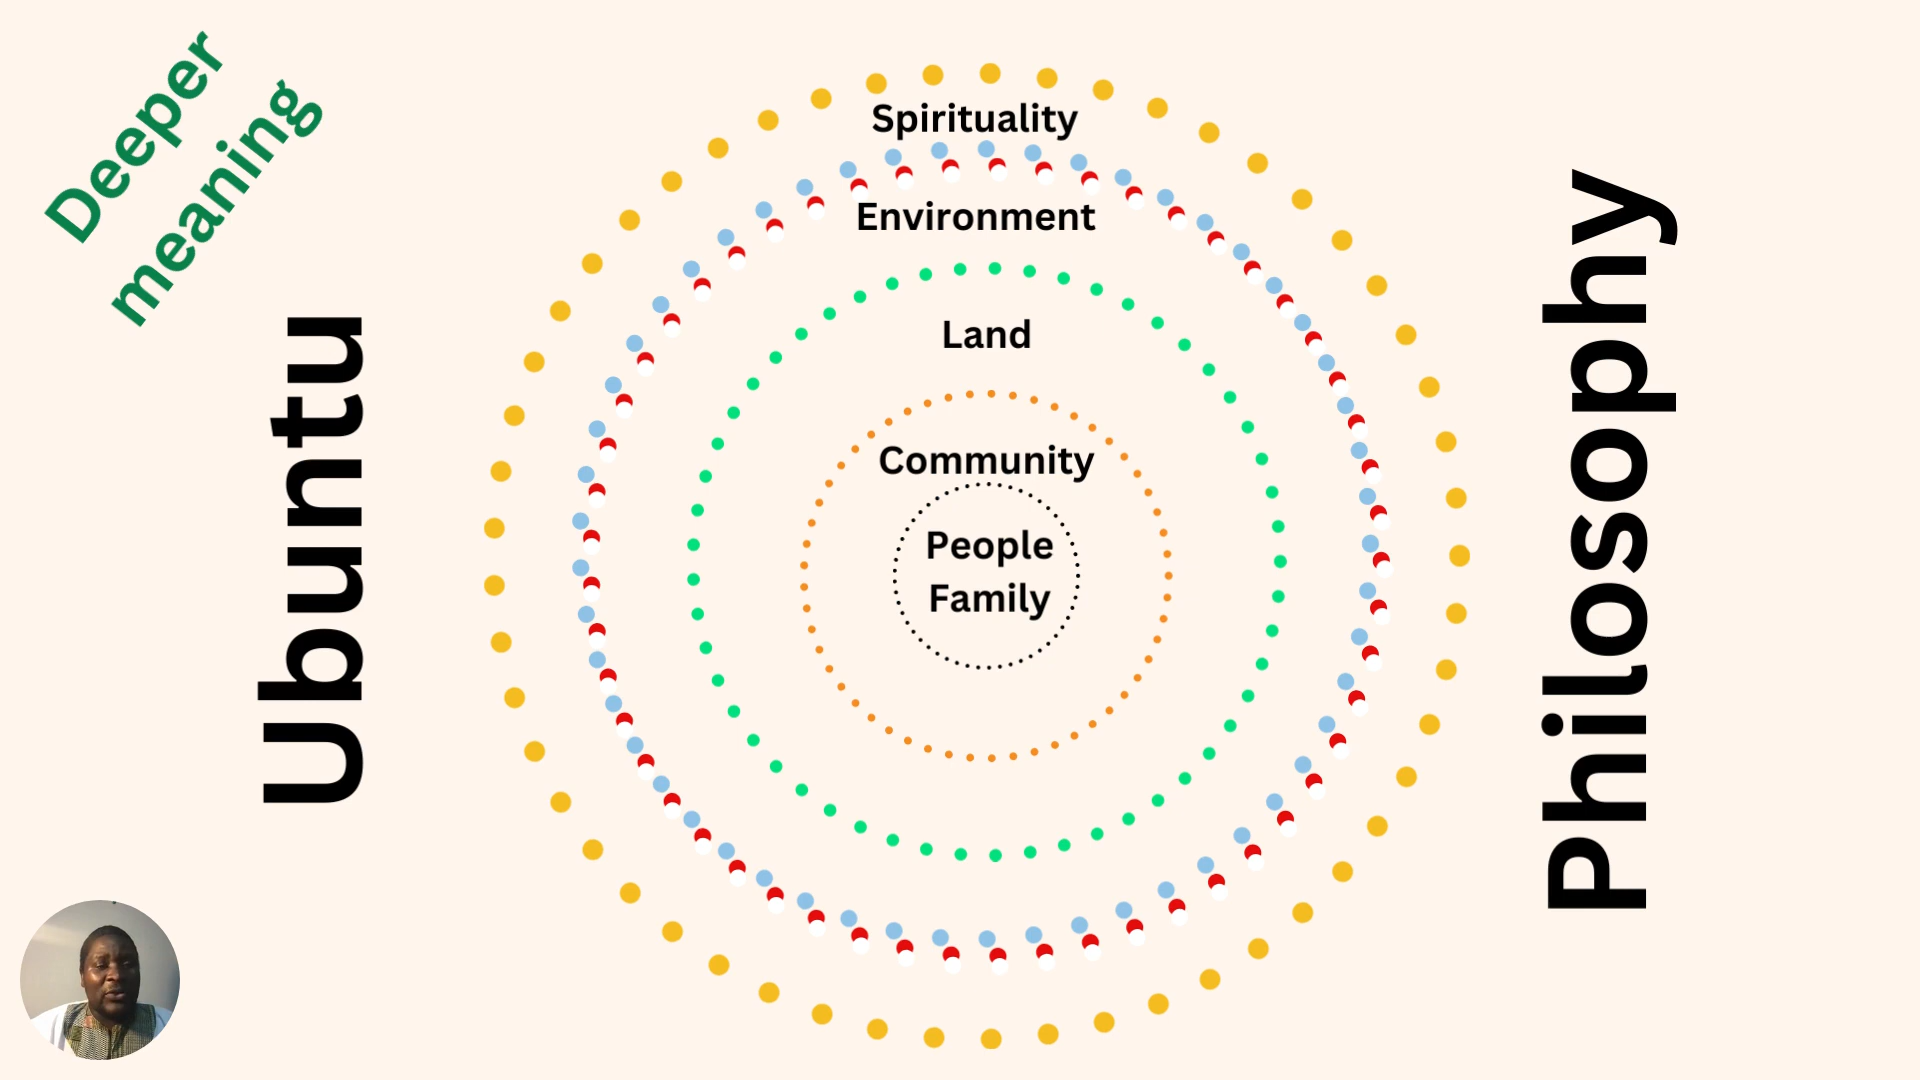 Deeper
meaning
Ubuntu
Spirituality
Environment
Land
Community
People
Family
Philosophy